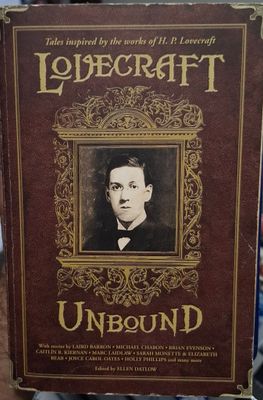 Tales inspired by the works of H. P. Lovecraft
LOVECRAFT
UNBOUND
With stories by LAIRD BARRON • MICHAEL CHABON • BRIAN EVENSON •
CAITLÍN R. KIERNAN • MARC LAIDLAW • SARAH MONETTE & ELIZABETH
BEAR • JOYCE CAROL OATES • HOLLY PHILLIPS and many more
Edited by ELLEN DATLOW